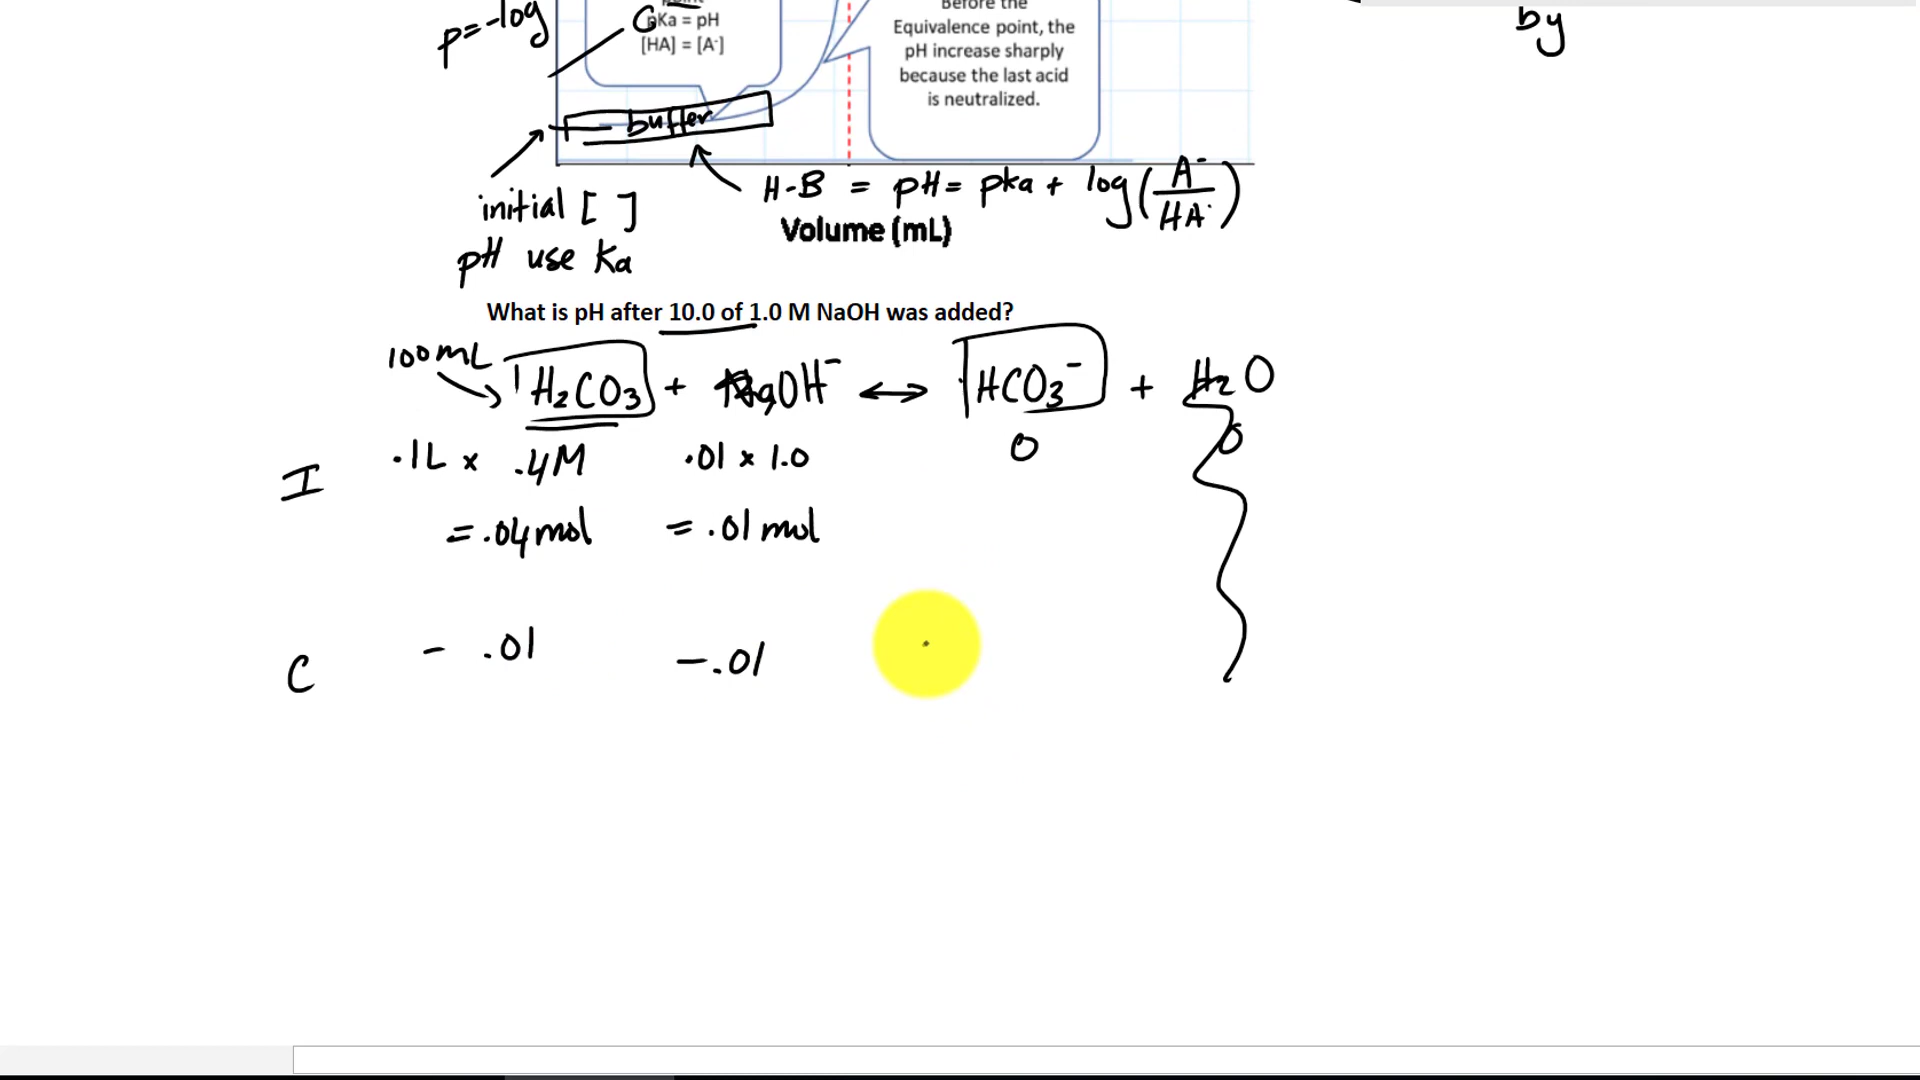 p=-log
pKa = pH
[HA] = [A-]
Before the
Equivalence point, the
pH increase sharply
because the last acid
is neutralized.
by
buffer
initial [ ]
pH use Ka
H-B = pH = pka + log(A-/HA)
Volume (mL)
What is pH after 10.0 of 1.0 M NaOH was added?
100mL
H2CO3 + OH- ↔ HCO3- + H2O
I .1L x .4M .01 x 1.0 0 0
= .04mol = .01mol
C - .01 -.01